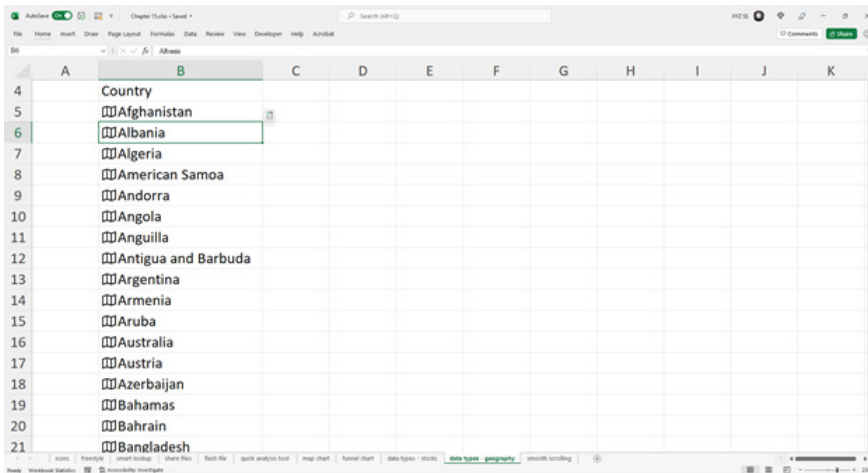 AutoSave On Chapter 15.xlsx • Saved Search (Alt+Q) XYZ SS
File Home Insert Draw Page Layout Formulas Data Review View Developer Help Acrobat Comments Share
B6 fx Albania
A B C D E F G H I J K
4 Country
5 Afghanistan
6 Albania
7 Algeria
8 American Samoa
9 Andorra
10 Angola
11 Anguilla
12 Antigua and Barbuda
13 Argentina
14 Armenia
15 Aruba
16 Australia
17 Austria
18 Azerbaijan
19 Bahamas
20 Bahrain
21 Bangladesh
icons freestyle smart lookup share files flash file quick analysis tool map chart funnel chart data types - stocks data types - geography smooth scrolling
Ready Workbook Statistics Accessibility: Investigate